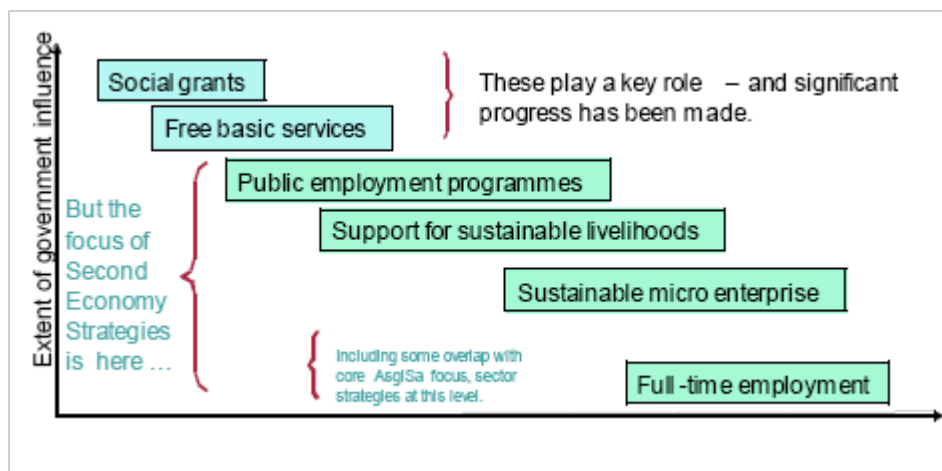 Extent of government influence
Social grants
Free basic services
These play a key role – and significant
progress has been made.
Public employment programmes
Support for sustainable livelihoods
Sustainable micro enterprise
Full -time employment
But the
focus of
Second
Economy
Strategies
is here ...
Including some overlap with
core AsgiSa focus, sector
strategies at this level.